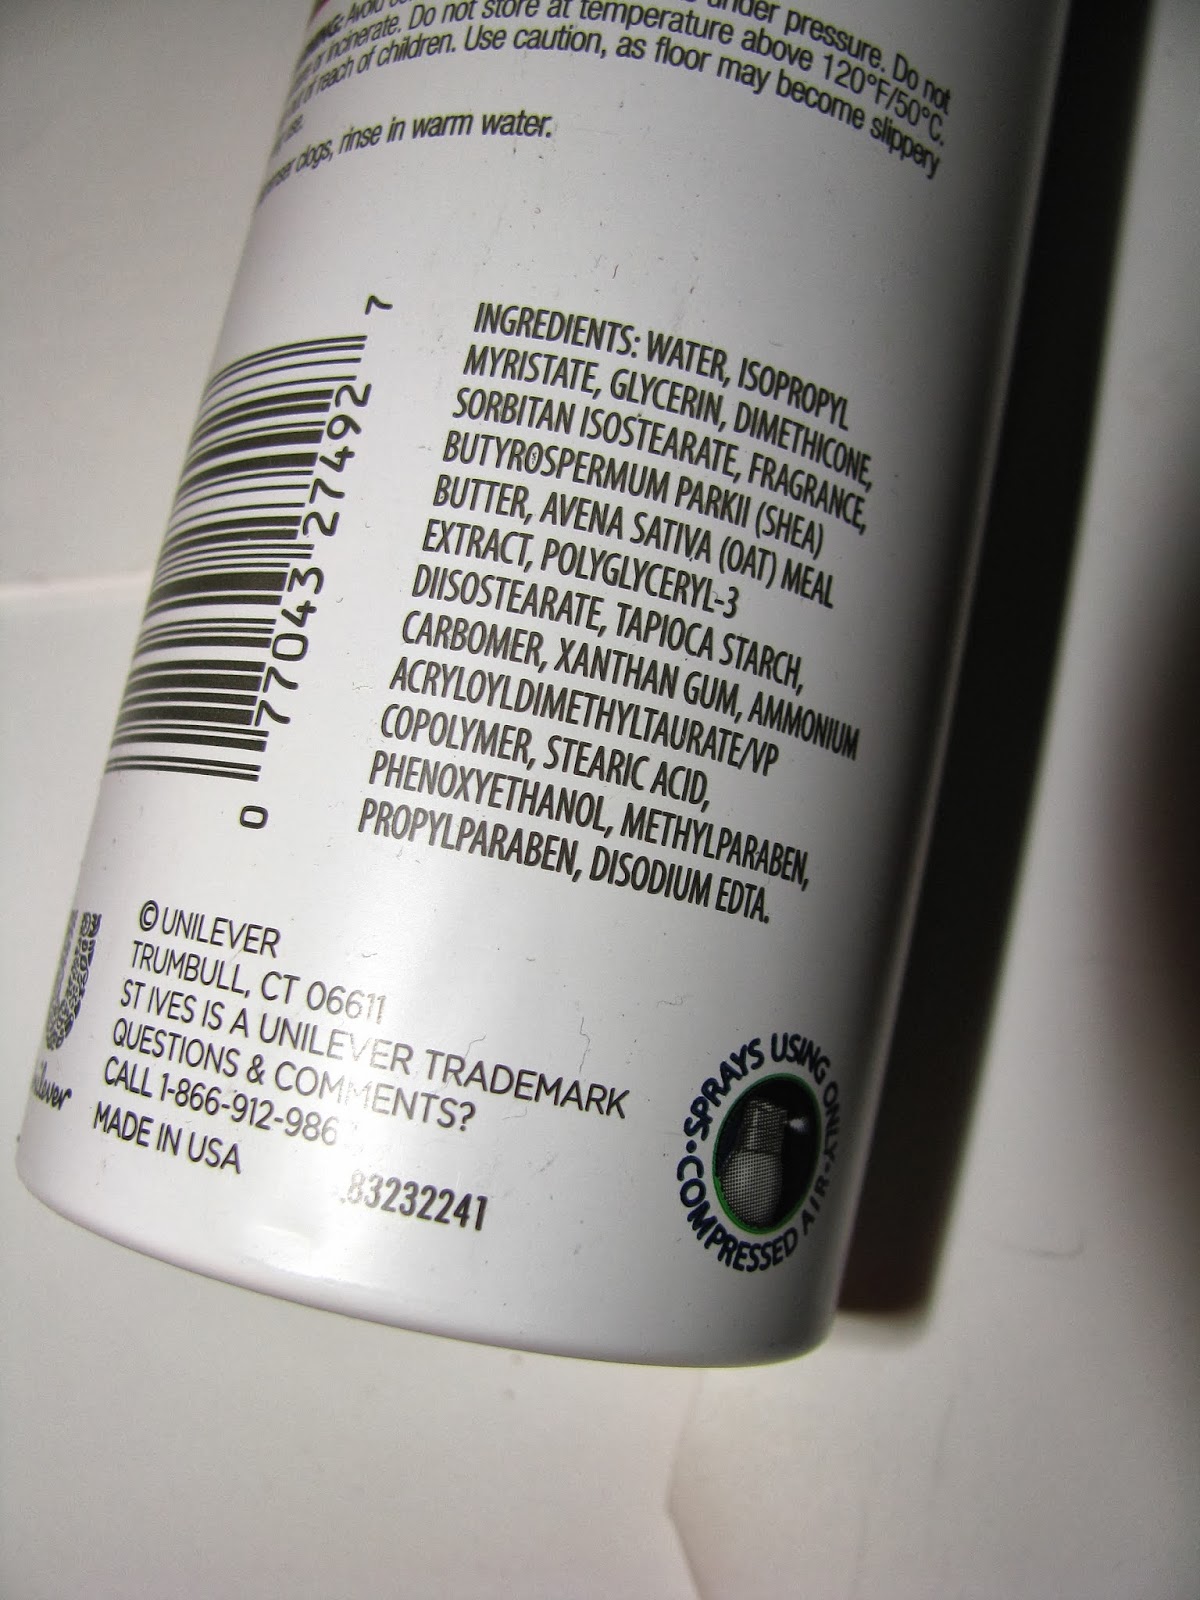 under pressure. Do not
or incinerate. Do not store at temperature above 120°F/50°C.
of reach of children. Use caution, as floor may become slippery
use.
clogs, rinse in warm water.
0 77043 27492 7
INGREDIENTS: WATER, ISOPROPYL
MYRISTATE, GLYCERIN, DIMETHICONE,
SORBITAN ISOSTEARATE, FRAGRANCE,
BUTYROSPERMUM PARKII (SHEA)
BUTTER, AVENA SATIVA (OAT) MEAL
EXTRACT, POLYGLYCERYL-3
DIISOSTEARATE, TAPIOCA STARCH,
CARBOMER, XANTHAN GUM, AMMONIUM
ACRYLOYLDIMETHYLTAURATE/VP
COPOLYMER, STEARIC ACID,
PHENOXYETHANOL, METHYLPARABEN,
PROPYLPARABEN, DISODIUM EDTA.
© UNILEVER
TRUMBULL, CT 06611
ST IVES IS A UNILEVER TRADEMARK
QUESTIONS & COMMENTS?
CALL 1-866-912-986
MADE IN USA
83232241
•SPRAYS USING ONLY•COMPRESSED AIR